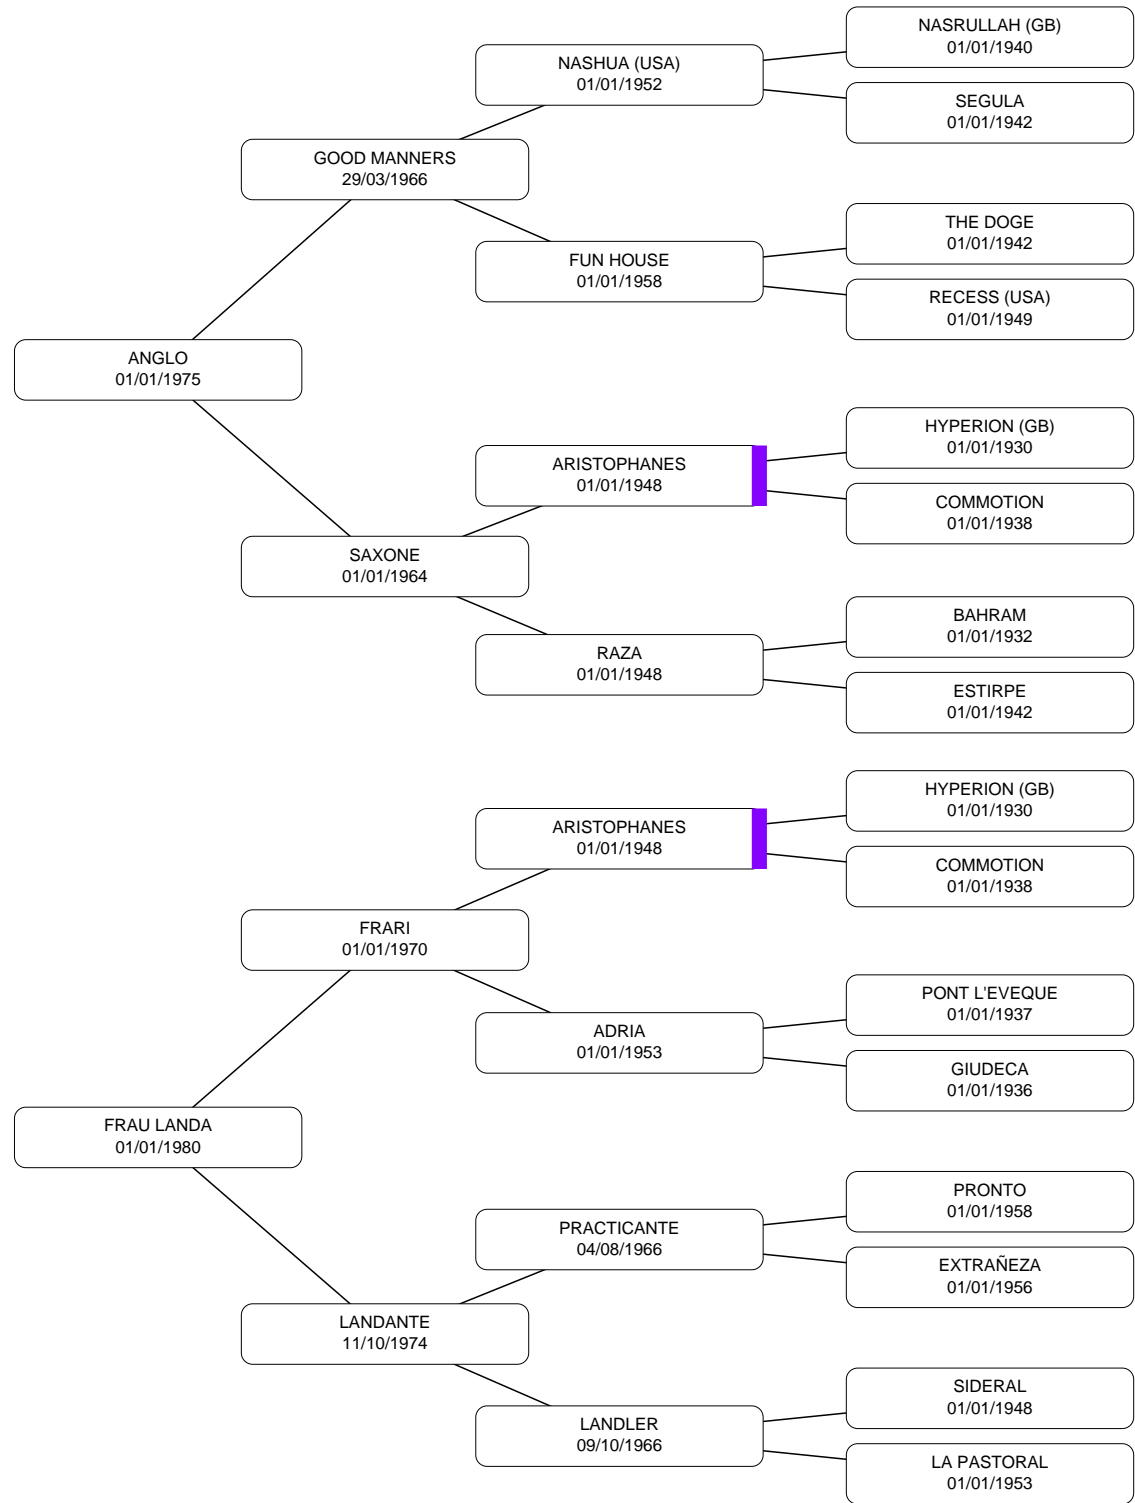 NASRULLAH (GB)
01/01/1940
NASHUA (USA)
01/01/1952
SEGULA
01/01/1942
GOOD MANNERS
29/03/1966
THE DOGE
01/01/1942
FUN HOUSE
01/01/1958
RECESS (USA)
01/01/1949
ANGLO
01/01/1975
HYPERION (GB)
01/01/1930
ARISTOPHANES
01/01/1948
COMMOTION
01/01/1938
SAXONE
01/01/1964
BAHRAM
01/01/1932
RAZA
01/01/1948
ESTIRPE
01/01/1942
HYPERION (GB)
01/01/1930
ARISTOPHANES
01/01/1948
COMMOTION
01/01/1938
FRARI
01/01/1970
PONT L'EVEQUE
01/01/1937
ADRIA
01/01/1953
GIUDECA
01/01/1936
FRAU LANDA
01/01/1980
PRONTO
01/01/1958
PRACTICANTE
04/08/1966
EXTRAÑEZA
01/01/1956
LANDANTE
11/10/1974
SIDERAL
01/01/1948
LANDLER
09/10/1966
LA PASTORAL
01/01/1953